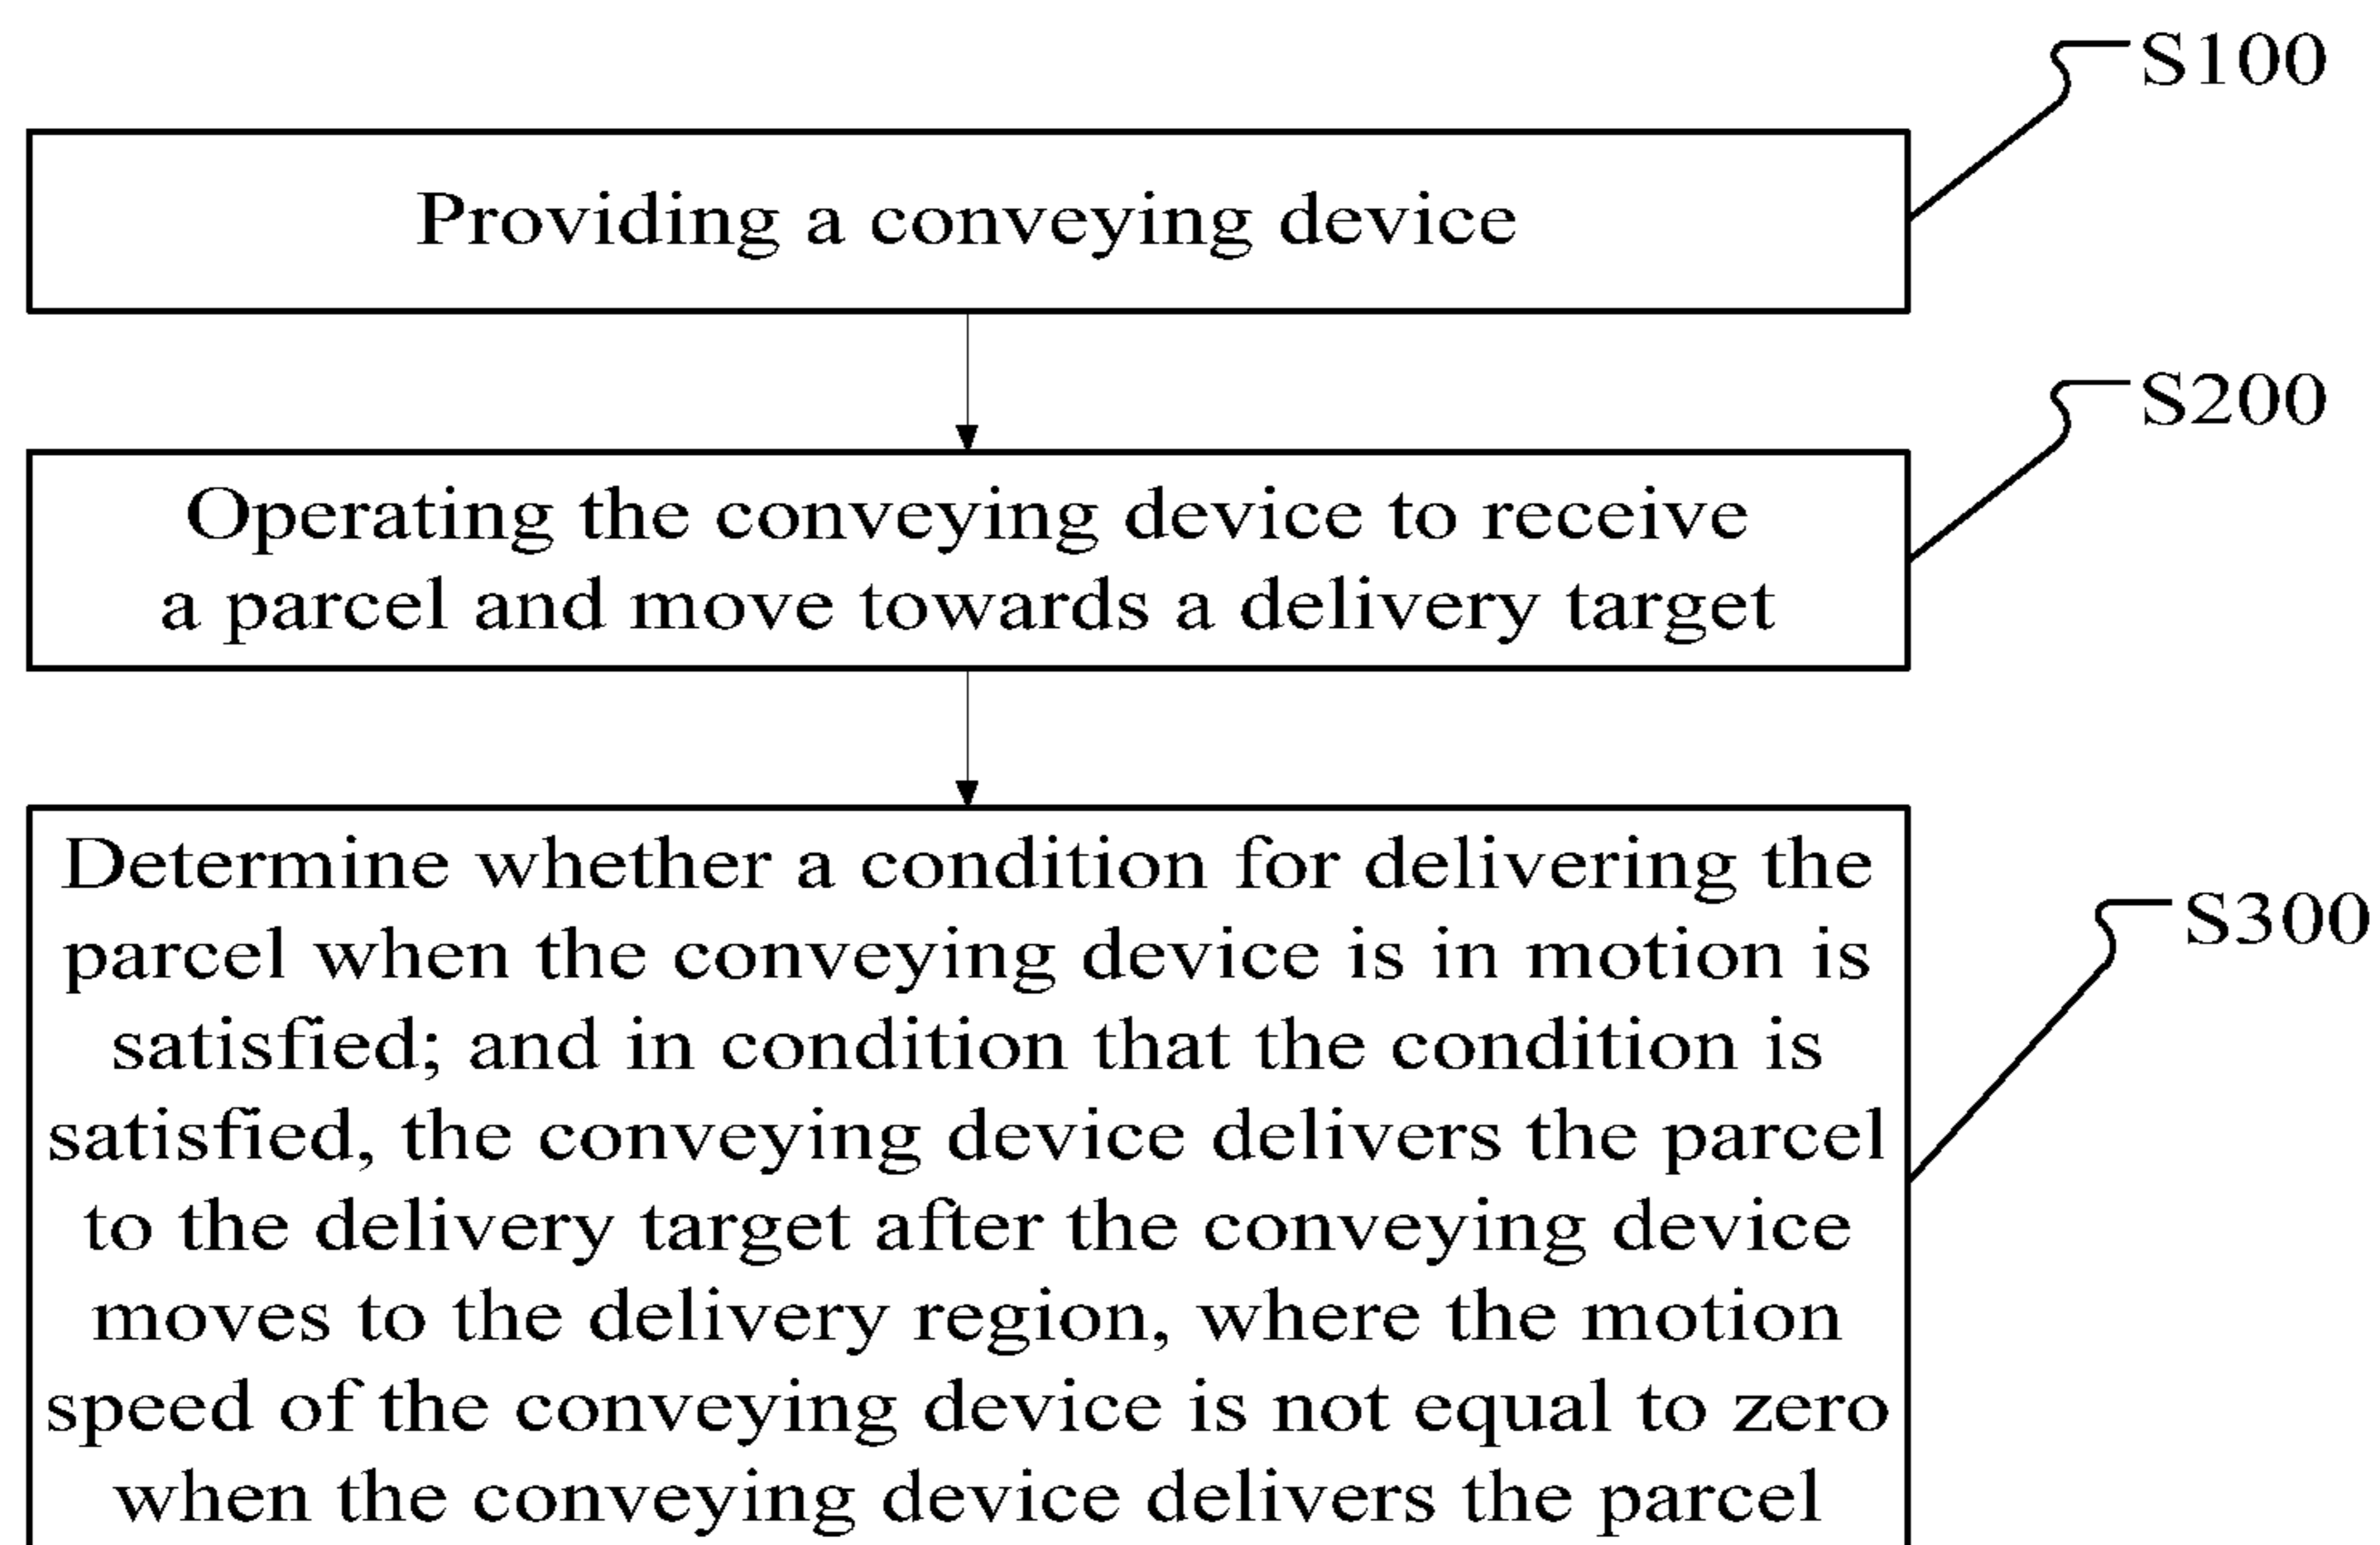 S100
Providing a conveying device
S200
Operating the conveying device to receive
a parcel and move towards a delivery target
Determine whether a condition for delivering the
parcel when the conveying device is in motion is
satisfied; and in condition that the condition is
satisfied, the conveying device delivers the parcel
to the delivery target after the conveying device
moves to the delivery region, where the motion
speed of the conveying device is not equal to zero
when the conveying device delivers the parcel
S300